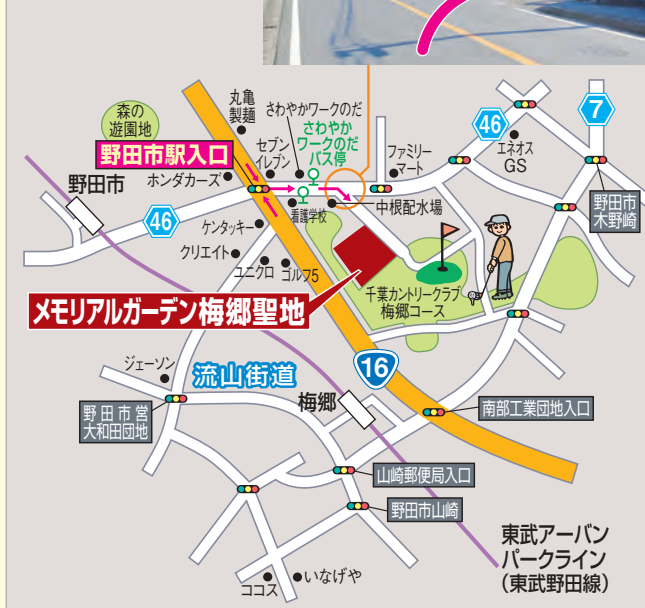 丸亀
製麺
森の
遊園地
さわやかワークのだ
さわやか
ワークのだ
バス停
セブン
イレブン
ファミリー
マート
46
エネオス
GS
7
野田市駅入口
野田市
ホンダカーズ
看護学校
中根配水場
野田市
木野崎
46
ケンタッキー
クリエイト
ユニクロ
ゴルフ5
千葉カントリークラブ
梅郷コース
メモリアルガーデン梅郷聖地
16
ジェーソン
流山街道
梅郷
野田市営
大和田団地
南部工業団地入口
山崎郵便局入口
野田市山崎
東武アーバン
パークライン
(東武野田線)
ココス
いなげや